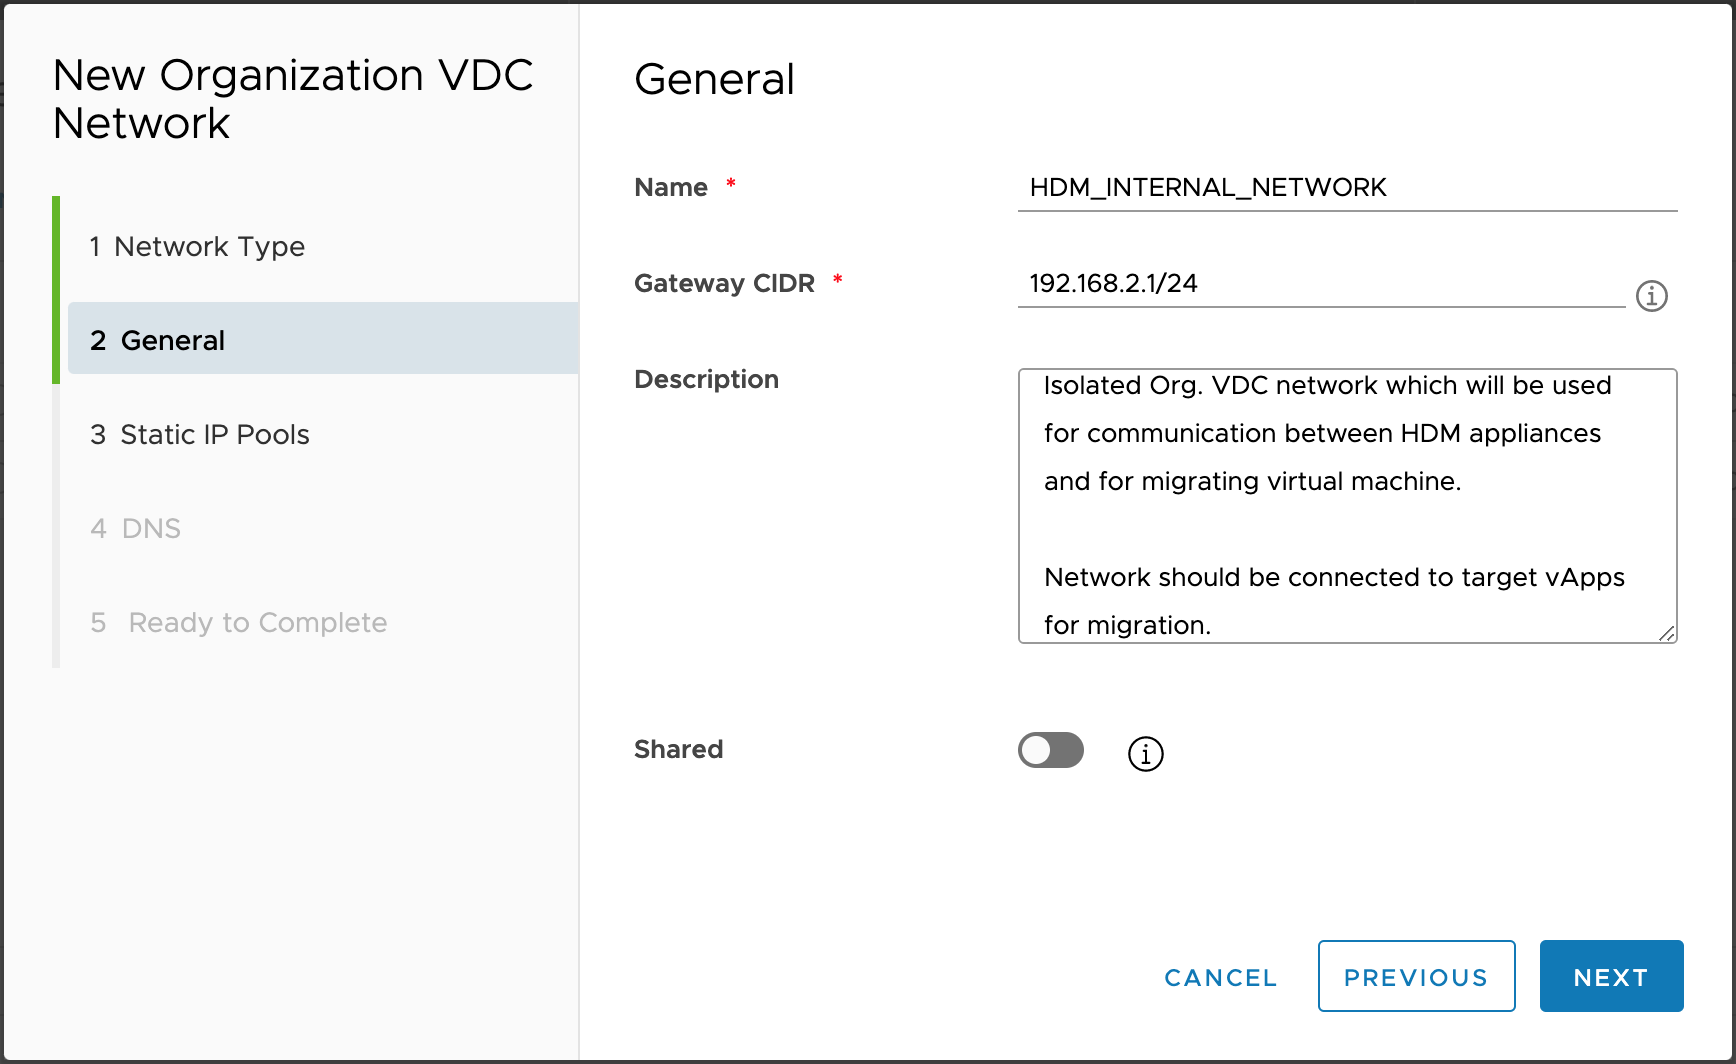 New Organization VDC
Network
1 Network Type
2 General
3 Static IP Pools
4 DNS
5 Ready to Complete
General
Name *
HDM_INTERNAL_NETWORK
Gateway CIDR *
192.168.2.1/24
Description
Isolated Org. VDC network which will be used
for communication between HDM appliances
and for migrating virtual machine.
Network should be connected to target vApps
for migration.
Shared
CANCEL
PREVIOUS
NEXT